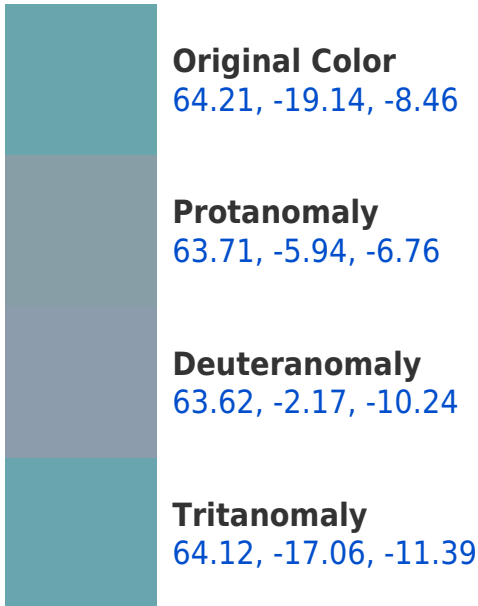 Original Color
64.21, -19.14, -8.46
Protanomaly
63.71, -5.94, -6.76
Deuteranomaly
63.62, -2.17, -10.24
Tritanomaly
64.12, -17.06, -11.39